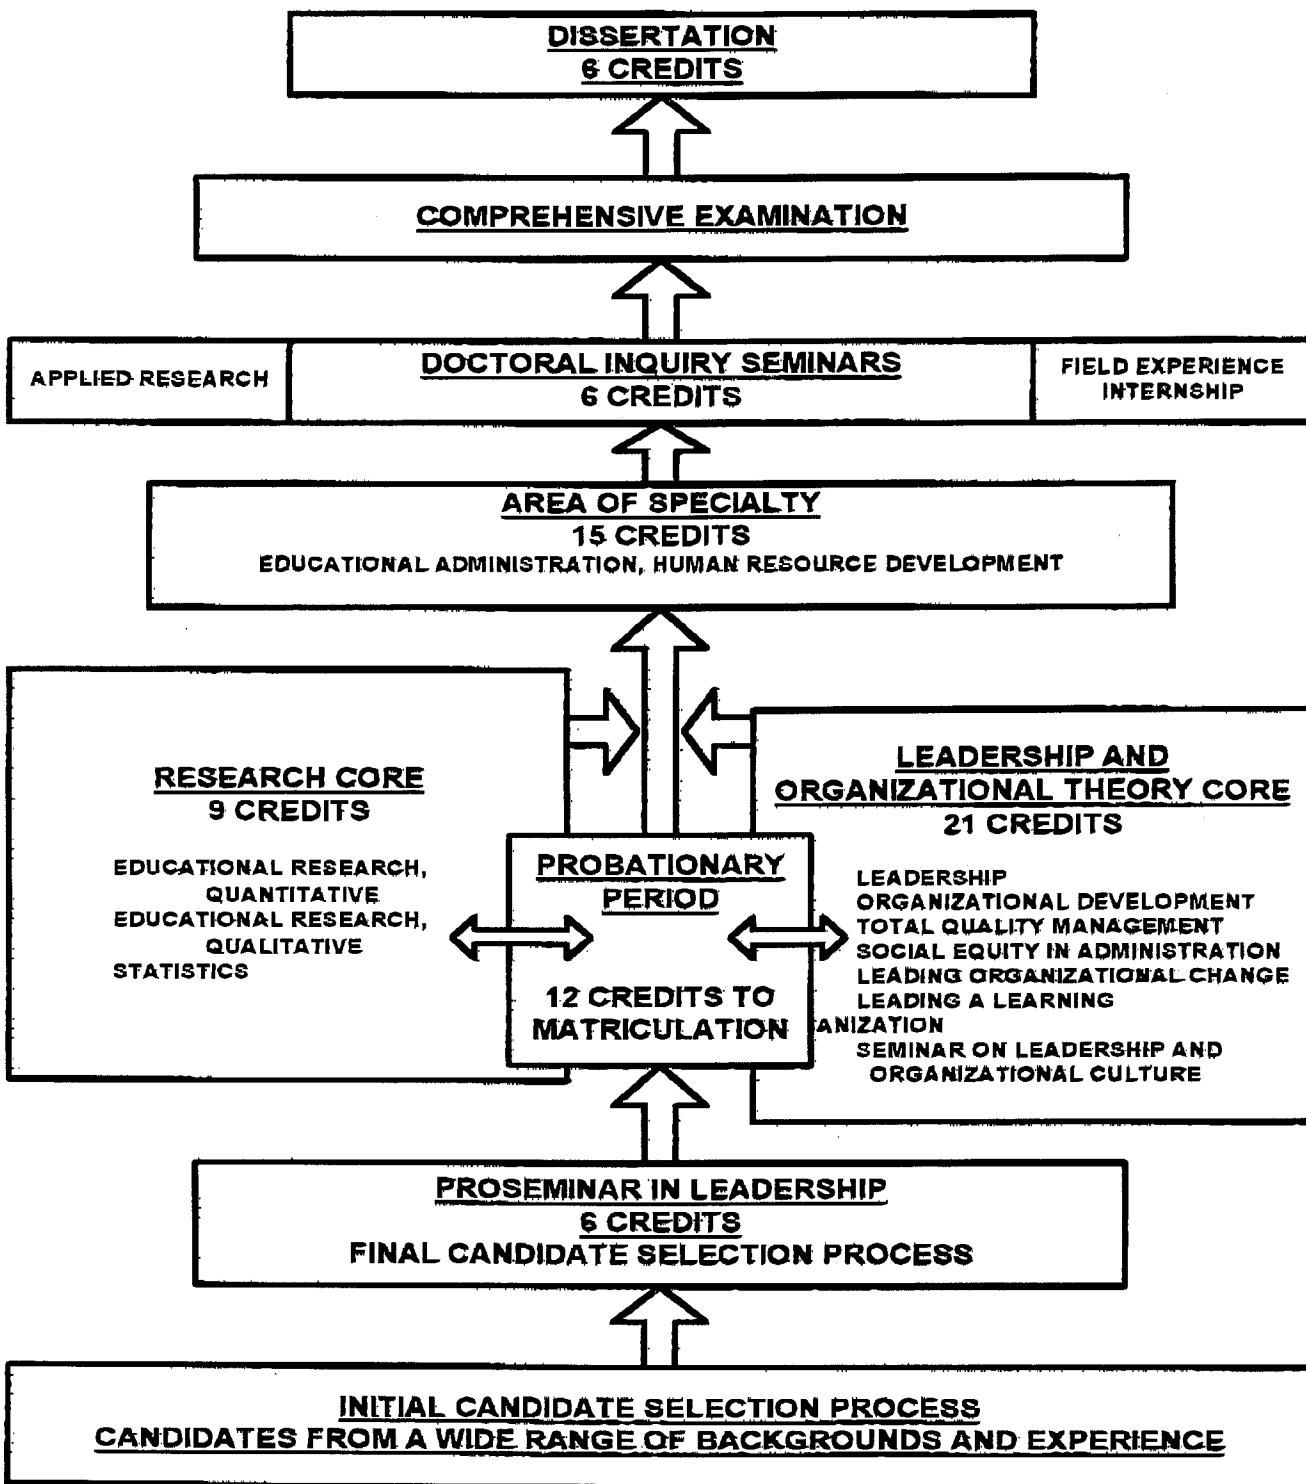 DISSERTATION
6 CREDITS
COMPREHENSIVE EXAMINATION
APPLIED RESEARCH
DOCTORAL INQUIRY SEMINARS
6 CREDITS
FIELD EXPERIENCE
INTERNSHIP
AREA OF SPECIALTY
15 CREDITS
EDUCATIONAL ADMINISTRATION, HUMAN RESOURCE DEVELOPMENT
RESEARCH CORE
9 CREDITS
EDUCATIONAL RESEARCH,
QUANTITATIVE
EDUCATIONAL RESEARCH,
QUALITATIVE
STATISTICS
PROBATIONARY
PERIOD
12 CREDITS TO
MATRICULATION
LEADERSHIP AND
ORGANIZATIONAL THEORY CORE
21 CREDITS
LEADERSHIP
ORGANIZATIONAL DEVELOPMENT
TOTAL QUALITY MANAGEMENT
SOCIAL EQUITY IN ADMINISTRATION
LEADING ORGANIZATIONAL CHANGE
LEADING A LEARNING
ANIZATION
SEMINAR ON LEADERSHIP AND
ORGANIZATIONAL CULTURE
PROSEMINAR IN LEADERSHIP
6 CREDITS
FINAL CANDIDATE SELECTION PROCESS
INITIAL CANDIDATE SELECTION PROCESS
CANDIDATES FROM A WIDE RANGE OF BACKGROUNDS AND EXPERIENCE